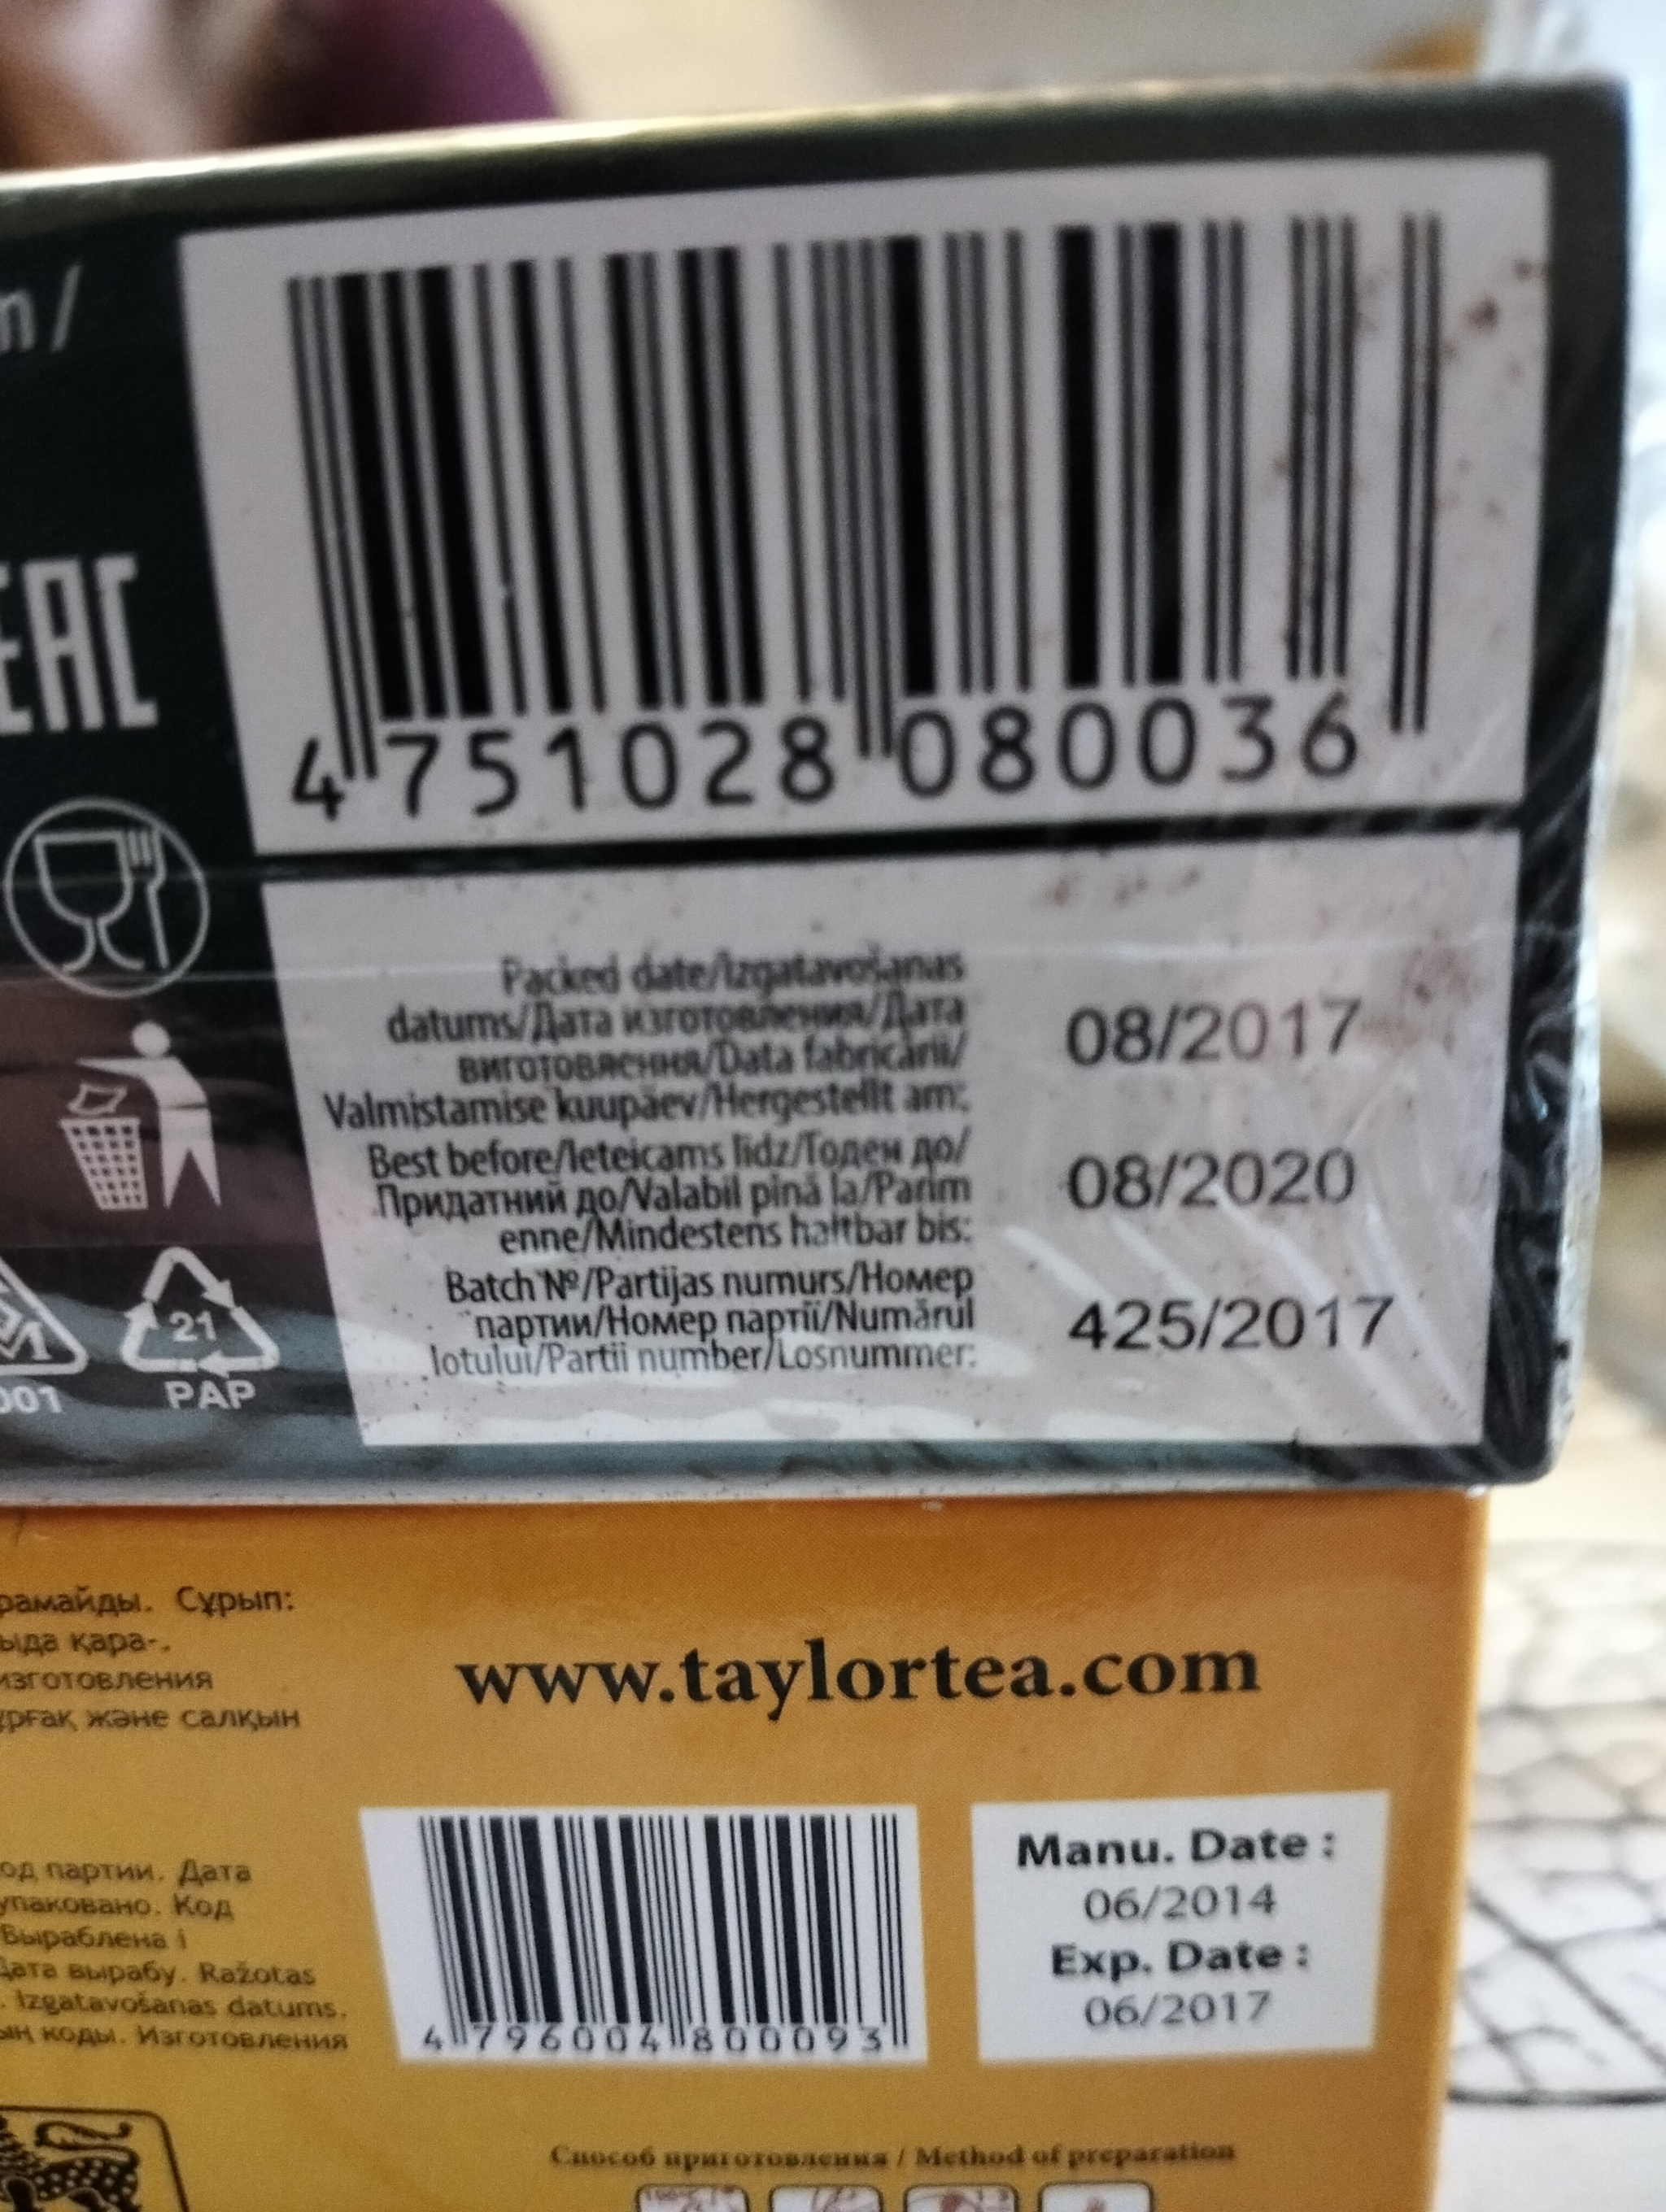 m /
EAC
4 751028 080036
Packed date/Izgatavošanas
datums/Дата изготовления/Дата
виготовлення/Data fabricării/
Valmistamise kuupäev/Hergestellt am:
08/2017
Best before/Ieteicams līdz/Годен до/
Придатний до/Valabil pînă la/Parim
enne/Mindestens haltbar bis:
08/2020
Batch №/Partijas numurs/Номер
партии/Номер партії/Numărul
lotului/Partii number/Losnummer:
425/2017
001
21
PAP
рамайды. Сұрып:
ыда қара-.
изготовления
ұрғақ және салқын
www.taylortea.com
од партии. Дата
упаковано. Код
Выраблена і
Дата вырабу. Ražotas
. Izgatavošanas datums.
ың коды. Изготовления
4 796004 800093
Manu. Date :
06/2014
Exp. Date :
06/2017
Способ приготовления / Method of preparation